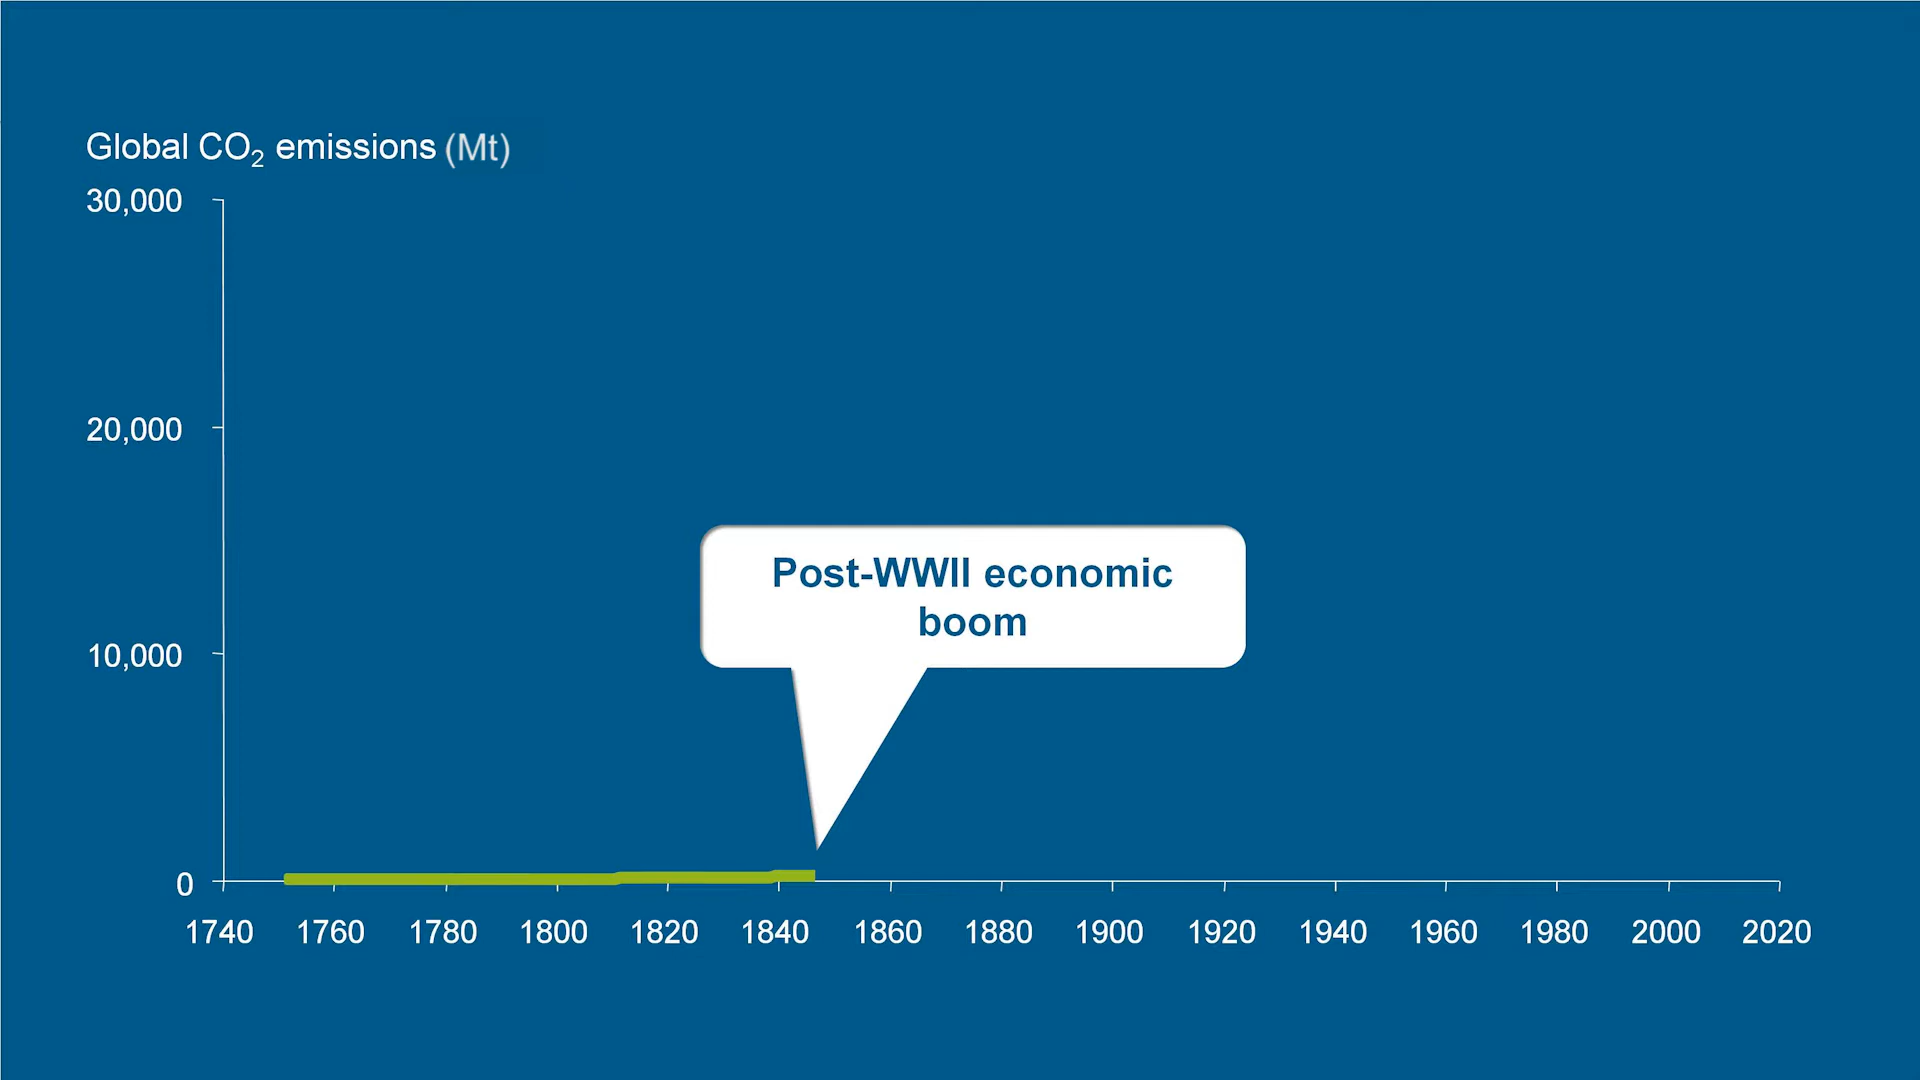 Global CO₂ emissions (Mt)
30,000
20,000
Post-WWII economic
boom
10,000
0
1740 1760 1780 1800 1820 1840 1860 1880 1900 1920 1940 1960 1980 2000 2020